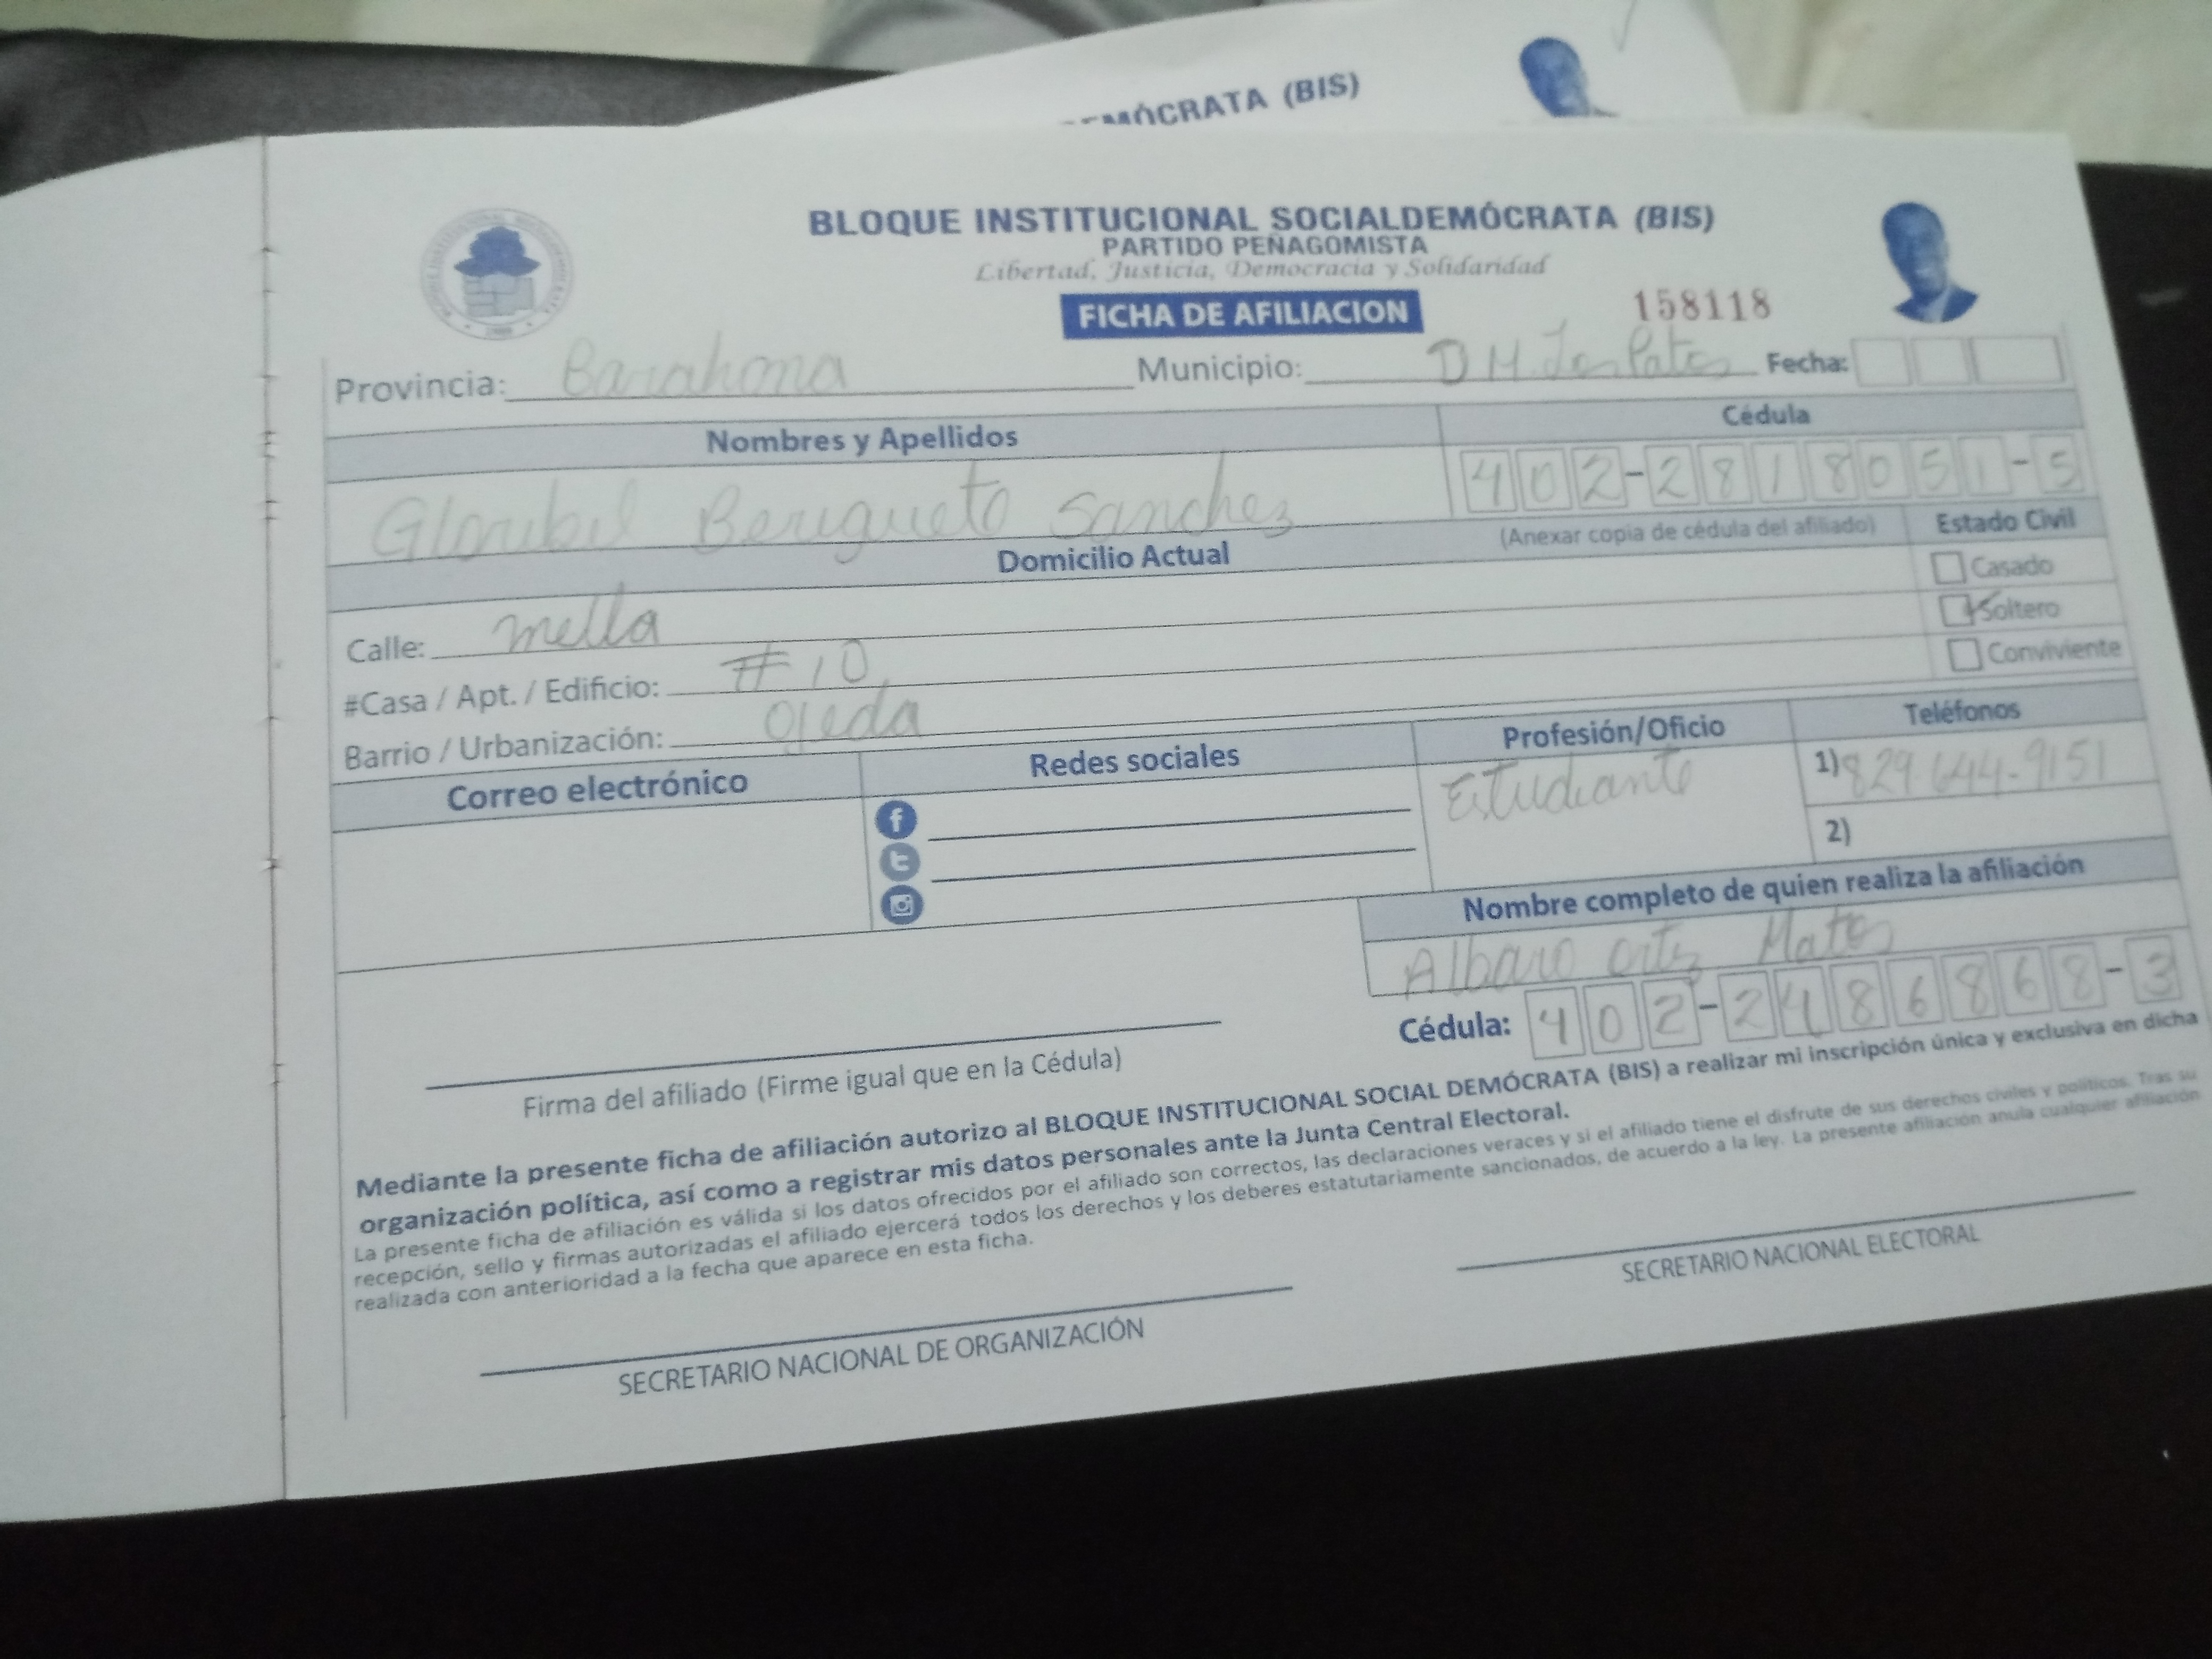 DEMÓCRATA (BIS)
BLOQUE INSTITUCIONAL SOCIALDEMÓCRATA (BIS)
PARTIDO PEÑAGOMISTA
Libertad, Justicia, Democracia y Solidaridad
FICHA DE AFILIACION 158118
Provincia: Barahona Municipio: D M. Los Patos Fecha:
Nombres y Apellidos Cédula
Beriguete Sanchez 402-2818051-5
(Anexar copia de cédula del afiliado) Estado Civil
Domicilio Actual
Casado
Calle: mella Soltero
#Casa / Apt. / Edificio: #10 Conviviente
Barrio / Urbanización: Ojeda
Correo electrónico Redes sociales Profesión/Oficio Teléfonos
Estudiante 1) 829-644-9151
2)
Nombre completo de quien realiza la afiliación
Albaro Ortiz Matos
Cédula: 402-2486868-3
Firma del afiliado (Firme igual que en la Cédula)
Mediante la presente ficha de afiliación autorizo al BLOQUE INSTITUCIONAL SOCIAL DEMÓCRATA (BIS) a realizar mi inscripción única y exclusiva en dicha
organización política, así como a registrar mis datos personales ante la Junta Central Electoral.
La presente ficha de afiliación es válida si los datos ofrecidos por el afiliado son correctos, las declaraciones veraces y si el afiliado tiene el disfrute de sus derechos civiles y políticos. Tras su
recepción, sello y firmas autorizadas el afiliado ejercerá todos los derechos y los deberes estatutariamente sancionados, de acuerdo a la ley. La presente afiliación anula cualquier afiliación
realizada con anterioridad a la fecha que aparece en esta ficha.
SECRETARIO NACIONAL DE ORGANIZACIÓN
SECRETARIO NACIONAL ELECTORAL